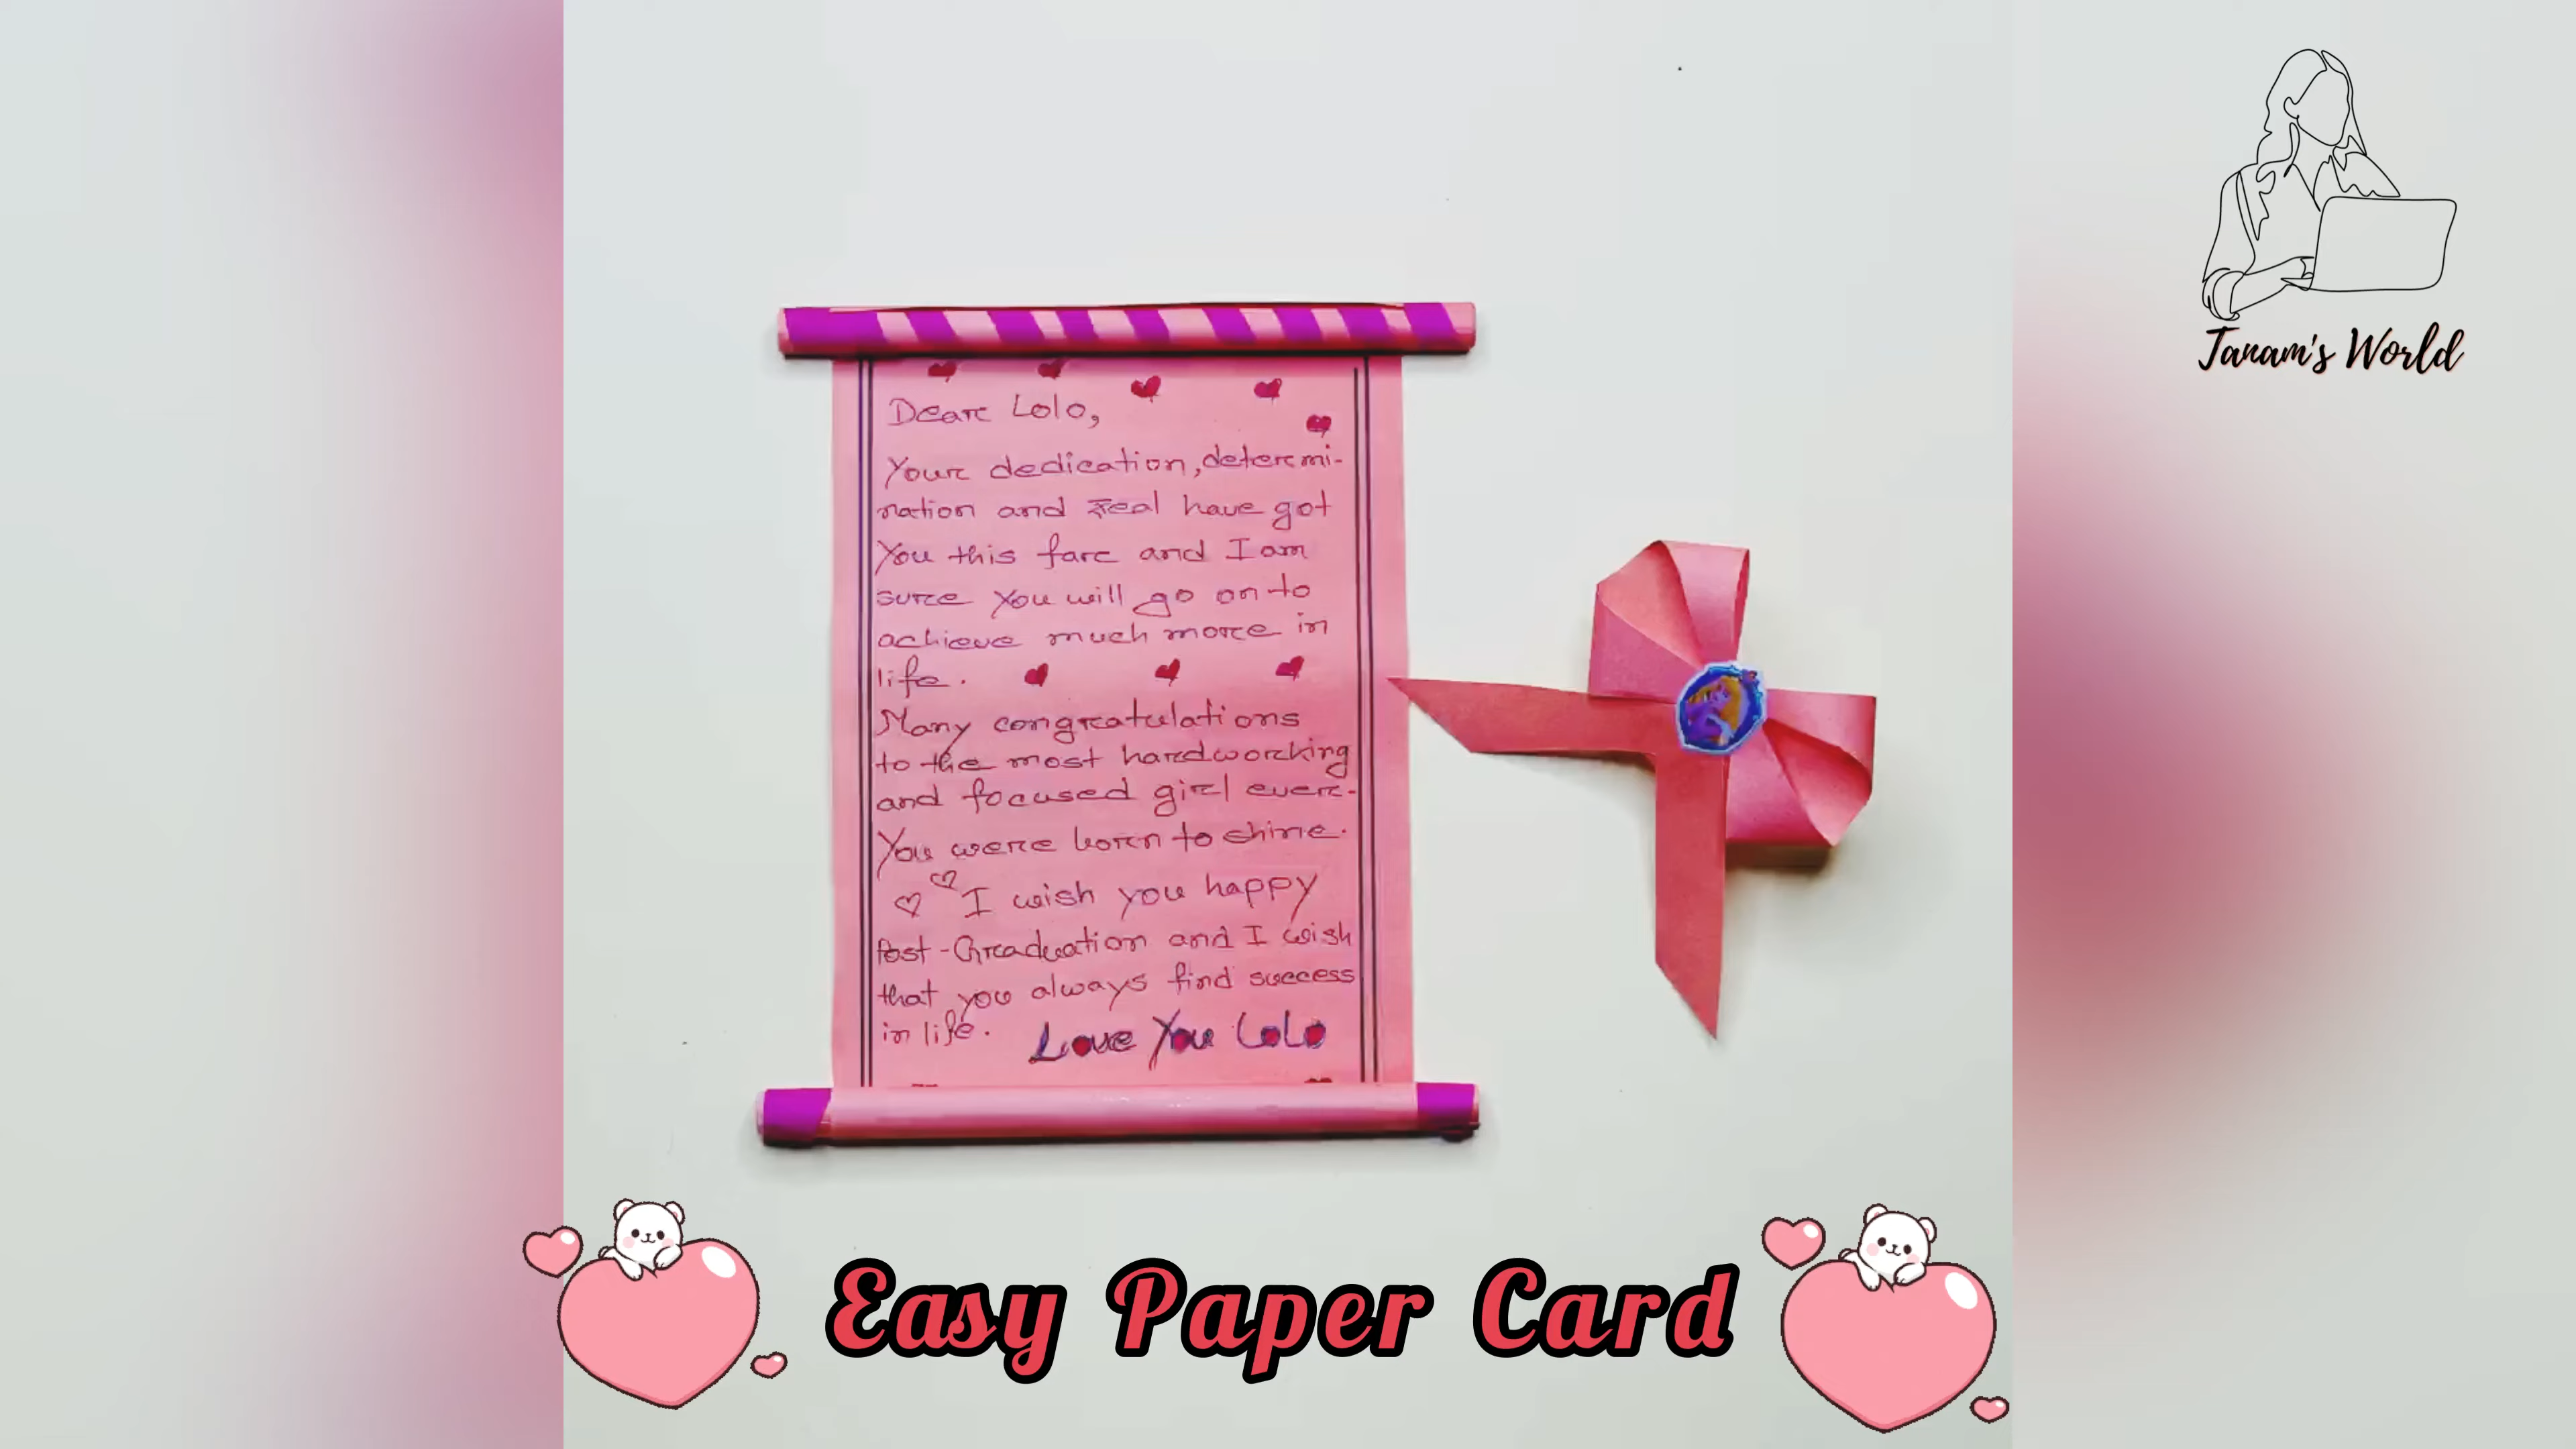 Dear Lolo,
Your dedication, determi-
nation and zeal have got
You this far and I am
sure You will go on to
achieve much more in
life.
Many congratulations
to the most hardworking
and focused girl ever.
You were born to shine.
I wish you happy
Post-Graduation and I wish
that you always find success
in life.
Love You Lolo
Easy Paper Card
Tanam's World